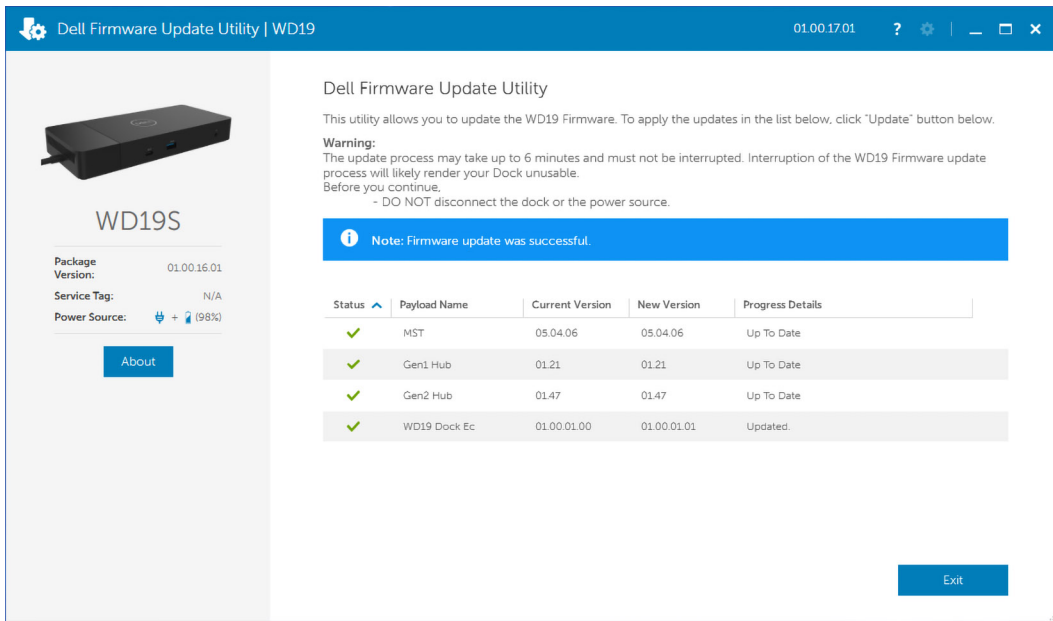 Dell Firmware Update Utility | WD19
01.00.17.01
?
DELL
WD19S
Package Version: 01.00.16.01
Service Tag: N/A
Power Source: + (98%)
About
Dell Firmware Update Utility
This utility allows you to update the WD19 Firmware. To apply the updates in the list below, click "Update" button below.
Warning:
The update process may take up to 6 minutes and must not be interrupted. Interruption of the WD19 Firmware update
process will likely render your Dock unusable.
Before you continue,
- DO NOT disconnect the dock or the power source.
Note: Firmware update was successful.
Status Payload Name Current Version New Version Progress Details
MST 05.04.06 05.04.06 Up To Date
Gen1 Hub 01.21 01.21 Up To Date
Gen2 Hub 01.47 01.47 Up To Date
WD19 Dock Ec 01.00.01.00 01.00.01.01 Updated.
Exit